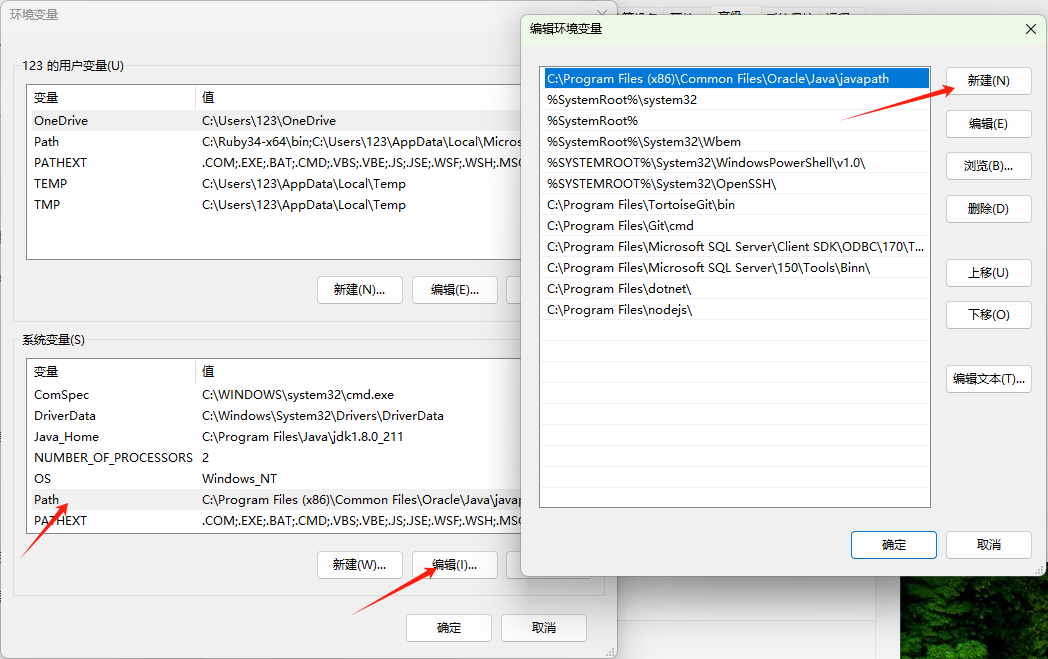 环境变量
123 的用户变量(U)
变量 值
OneDrive C:\Users\123\OneDrive
Path C:\Ruby34-x64\bin;C:\Users\123\AppData\Local\Micros
PATHEXT .COM;.EXE;.BAT;.CMD;.VBS;.VBE;.JS;.JSE;.WSF;.WSH;.MSC
TEMP C:\Users\123\AppData\Local\Temp
TMP C:\Users\123\AppData\Local\Temp
新建(N)... 编辑(E)...
系统变量(S)
变量 值
ComSpec C:\WINDOWS\system32\cmd.exe
DriverData C:\Windows\System32\Drivers\DriverData
Java_Home C:\Program Files\Java\jdk1.8.0_211
NUMBER_OF_PROCESSORS 2
OS Windows_NT
Path C:\Program Files (x86)\Common Files\Oracle\Java\javap
PATHEXT .COM;.EXE;.BAT;.CMD;.VBS;.VBE;.JS;.JSE;.WSF;.WSH;.MSC
新建(W)... 编辑(I)...
确定 取消
编辑环境变量
C:\Program Files (x86)\Common Files\Oracle\Java\javapath
%SystemRoot%\system32
%SystemRoot%
%SystemRoot%\System32\Wbem
%SYSTEMROOT%\System32\WindowsPowerShell\v1.0\
%SYSTEMROOT%\System32\OpenSSH\
C:\Program Files\TortoiseGit\bin
C:\Program Files\Git\cmd
C:\Program Files\Microsoft SQL Server\Client SDK\ODBC\170\T...
C:\Program Files\Microsoft SQL Server\150\Tools\Binn\
C:\Program Files\dotnet\
C:\Program Files\nodejs\
新建(N)
编辑(E)
浏览(B)...
删除(D)
上移(U)
下移(O)
编辑文本(T)...
确定 取消